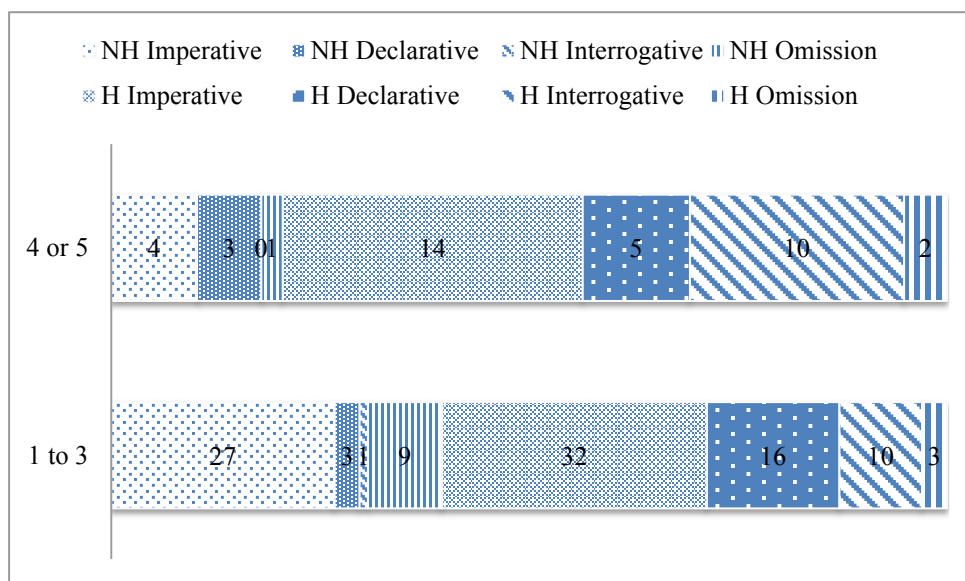 NH Imperative NH Declarative NH Interrogative NH Omission
H Imperative H Declarative H Interrogative H Omission
4 or 5 4 3 0 1 14 5 10 2
1 to 3 27 3 1 9 32 16 10 3